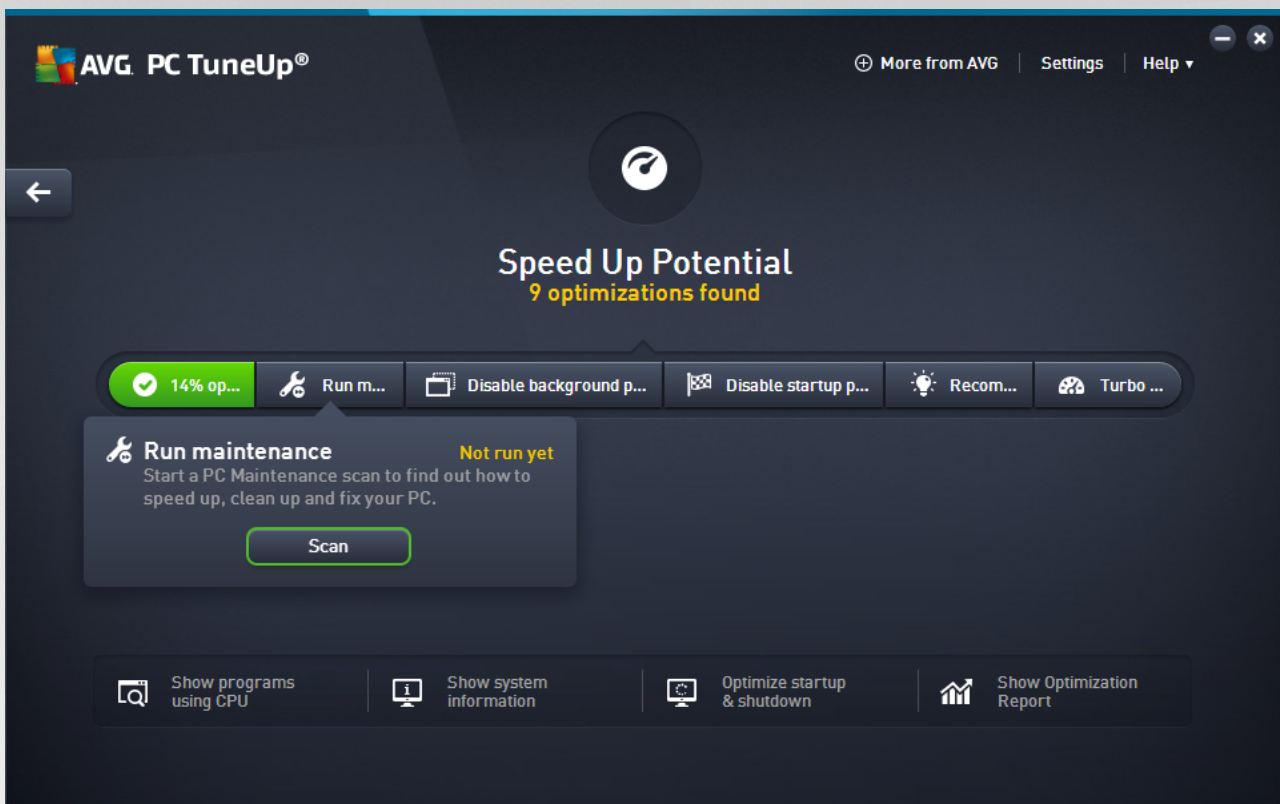 AVG PC TuneUp®
More from AVG
Settings
Help
Speed Up Potential
9 optimizations found
14% op...
Run m...
Disable background p...
Disable startup p...
Recom...
Turbo ...
Run maintenance
Not run yet
Start a PC Maintenance scan to find out how to
speed up, clean up and fix your PC.
Scan
Show programs
using CPU
Show system
information
Optimize startup
& shutdown
Show Optimization
Report